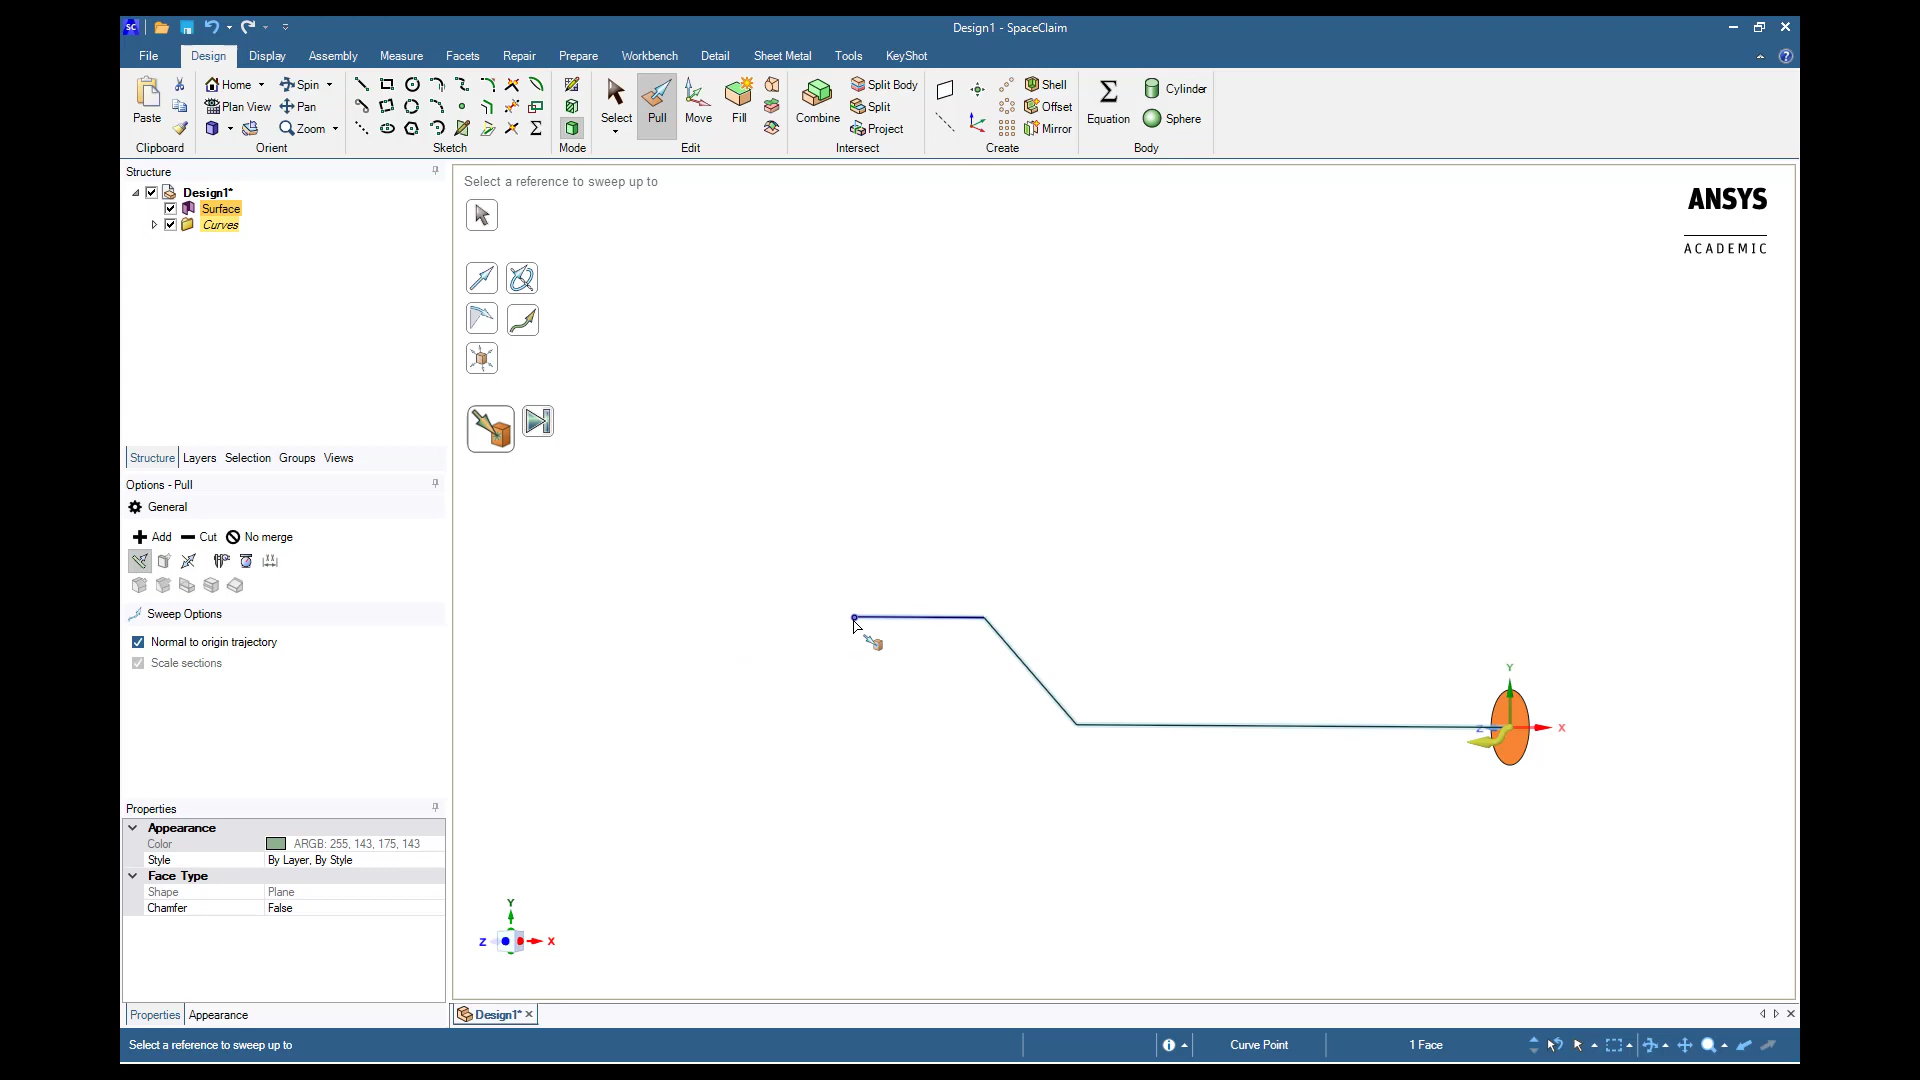 SC
Design1 - SpaceClaim
File Design Display Assembly Measure Facets Repair Prepare Workbench Detail Sheet Metal Tools KeyShot
Paste
Clipboard
Home Spin
Plan View Pan
Zoom
Orient
Sketch
Mode
Select Pull Move Fill
Edit
Combine
Split Body
Split
Project
Intersect
Shell
Offset
Mirror
Create
Equation
Cylinder
Sphere
Body
Structure
Design1*
Surface
Curves
Structure Layers Selection Groups Views
Options - Pull
General
Add Cut No merge
Sweep Options
Normal to origin trajectory
Scale sections
Properties
Appearance
Color ARGB: 255, 143, 175, 143
Style By Layer, By Style
Face Type
Shape Plane
Chamfer False
Properties Appearance
Select a reference to sweep up to
ANSYS
ACADEMIC
Y
Z X
Y
Z X
Design1*
Select a reference to sweep up to
Curve Point
1 Face